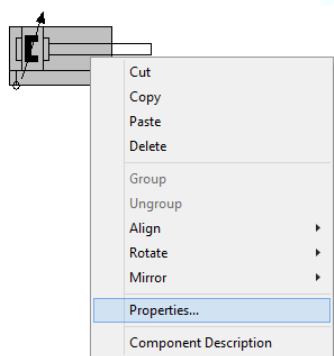 Cut
Copy
Paste
Delete
Group
Ungroup
Align
Rotate
Mirror
Properties...
Component Description